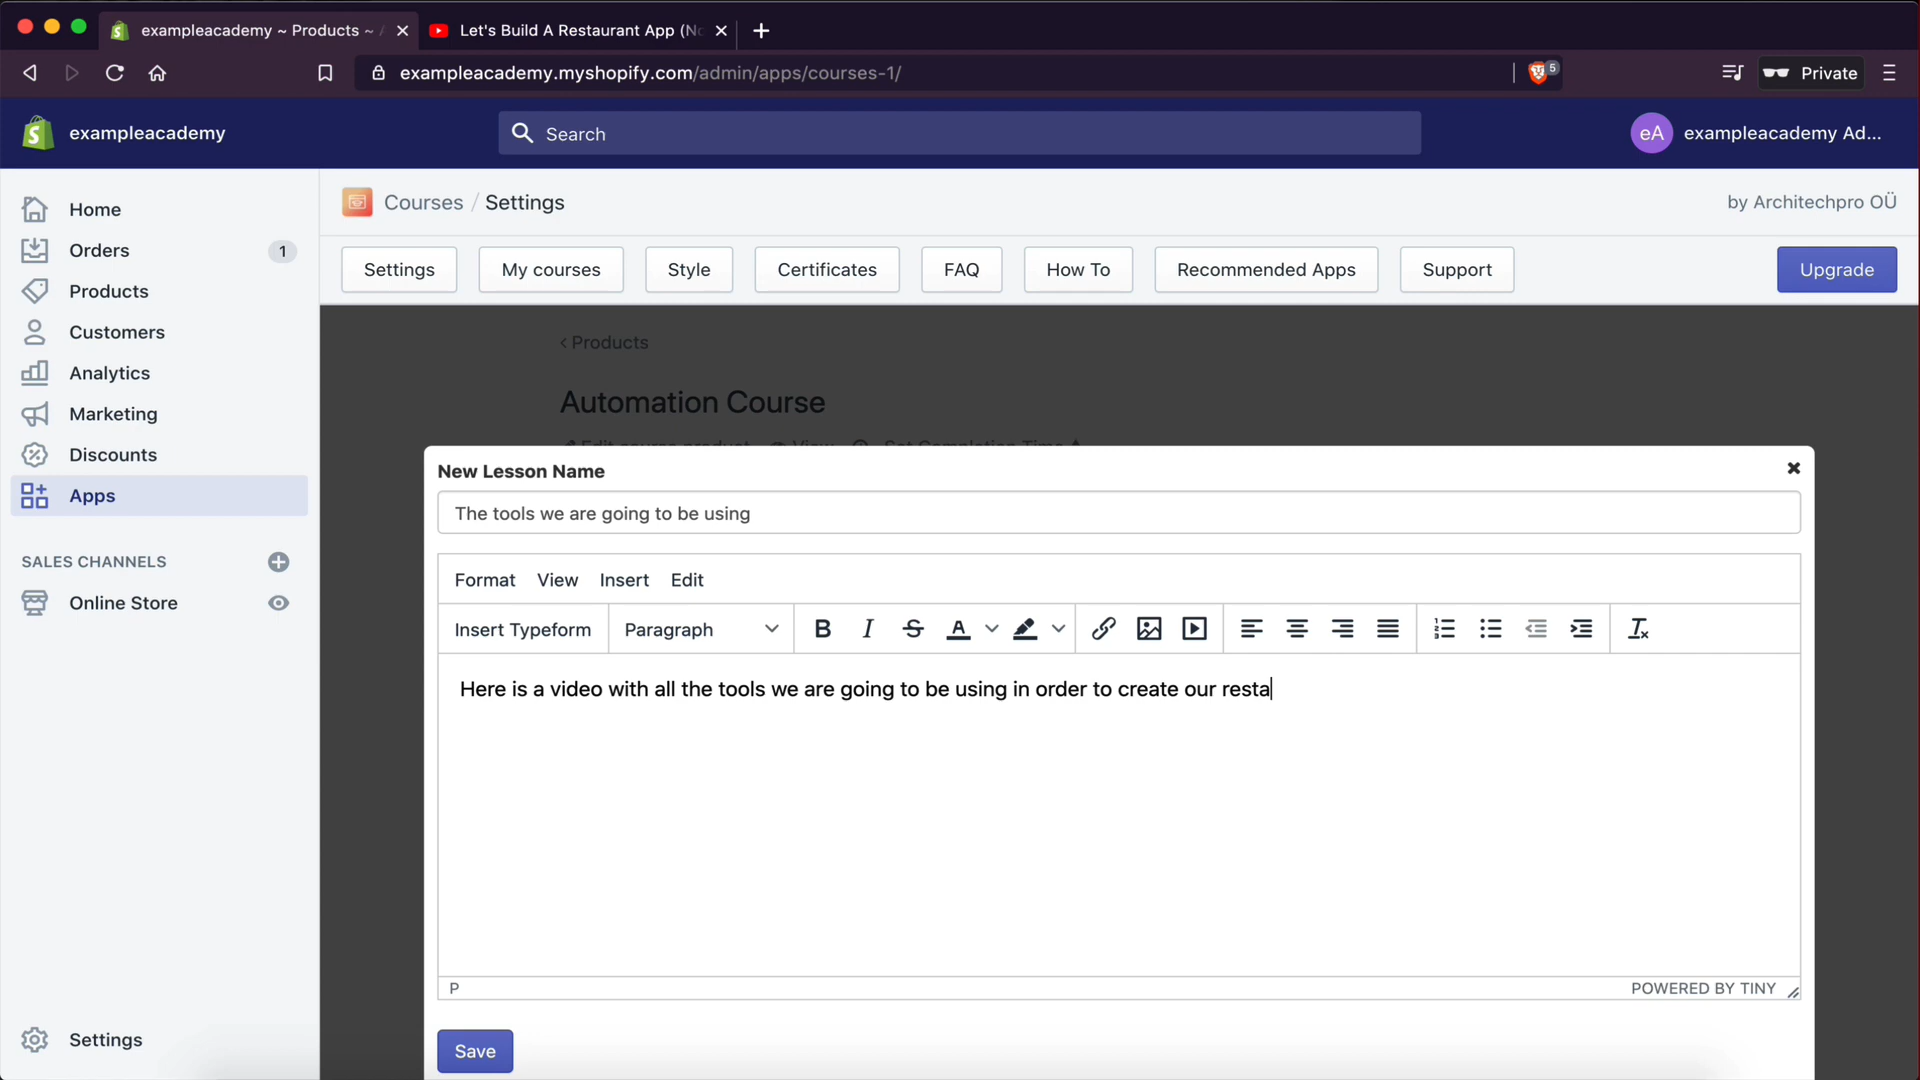 exampleacademy ~ Products ~
Let's Build A Restaurant App (No
exampleacademy.myshopify.com/admin/apps/courses-1/
5
Private
exampleacademy
Search
eA
exampleacademy Ad...
Home
Orders
1
Products
Customers
Analytics
Marketing
Discounts
Apps
SALES CHANNELS
Online Store
Settings
Courses / Settings
by Architechpro OÜ
Settings
My courses
Style
Certificates
FAQ
How To
Recommended Apps
Support
Upgrade
‹ Products
Automation Course
Edit course product
View
Set Completion Time
New Lesson Name
The tools we are going to be using
Format View Insert Edit
Insert Typeform
Paragraph
Here is a video with all the tools we are going to be using in order to create our resta
P
POWERED BY TINY
Save